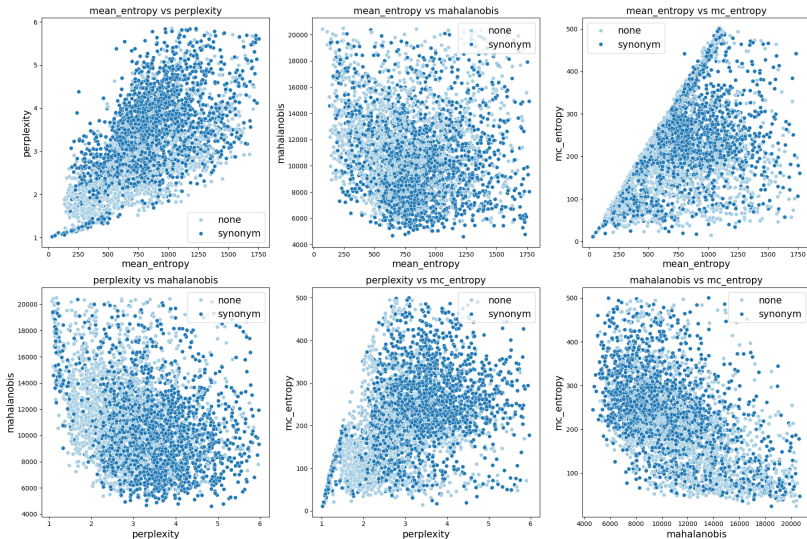 mean_entropy vs perplexity
6
5
4
3
2
1
perplexity
none
synonym
0 250 500 750 1000 1250 1500 1750
mean_entropy
mean_entropy vs mahalanobis
20000
18000
16000
14000
12000
10000
8000
6000
4000
mahalanobis
none
synonym
0 250 500 750 1000 1250 1500 1750
mean_entropy
mean_entropy vs mc_entropy
500
400
300
200
100
0
mc_entropy
none
synonym
0 250 500 750 1000 1250 1500 1750
mean_entropy
perplexity vs mahalanobis
20000
18000
16000
14000
12000
10000
8000
6000
4000
mahalanobis
none
synonym
1 2 3 4 5 6
perplexity
perplexity vs mc_entropy
500
400
300
200
100
0
mc_entropy
none
synonym
1 2 3 4 5 6
perplexity
mahalanobis vs mc_entropy
500
400
300
200
100
mc_entropy
none
synonym
4000 6000 8000 10000 12000 14000 16000 18000 20000
mahalanobis